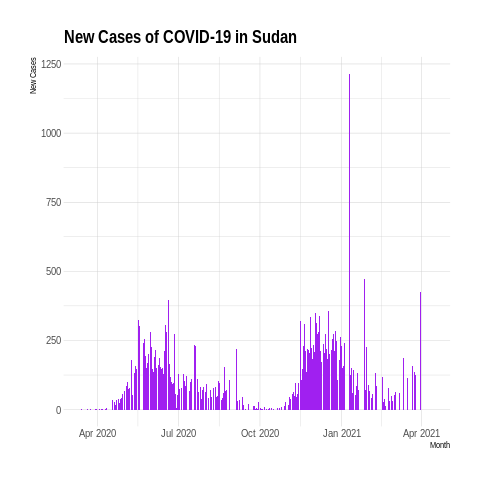 New Cases of COVID-19 in Sudan
New Cases
1250
1000
750
500
250
0
Apr 2020
Jul 2020
Oct 2020
Jan 2021
Apr 2021
Month